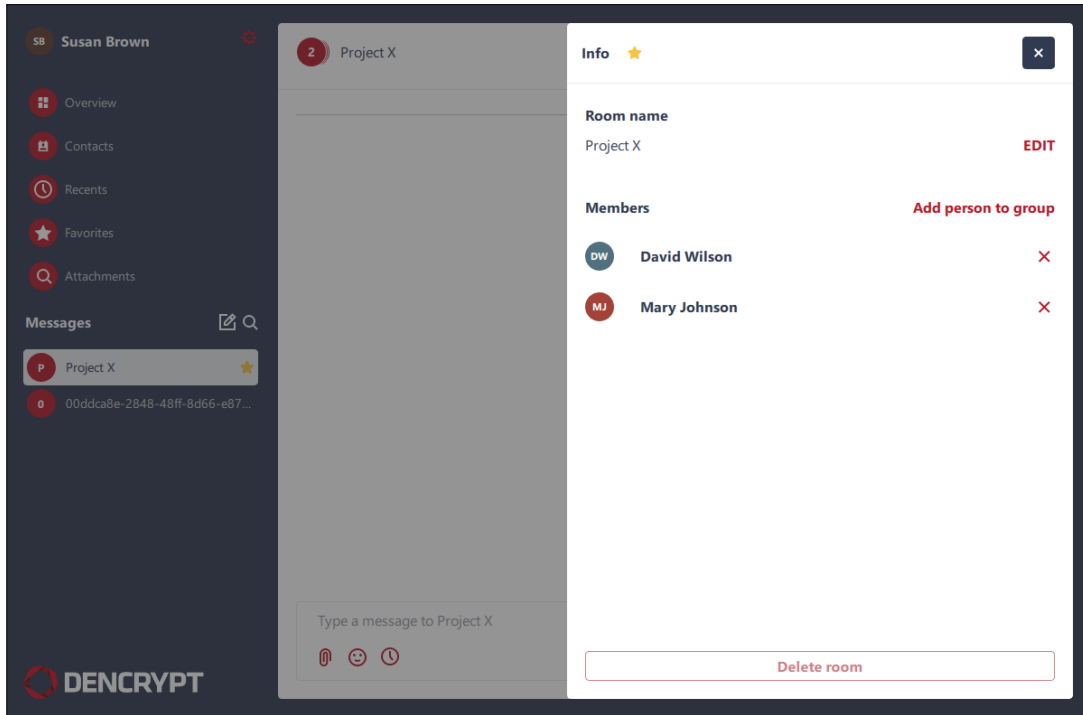 SB Susan Brown
Overview
Contacts
Recents
Favorites
Attachments
Messages
P Project X
0 00ddca8e-2848-48ff-8d66-e87...
DENCRYPT
2 Project X
Type a message to Project X
Info
Room name
Project X EDIT
Members Add person to group
DW David Wilson
MJ Mary Johnson
Delete room